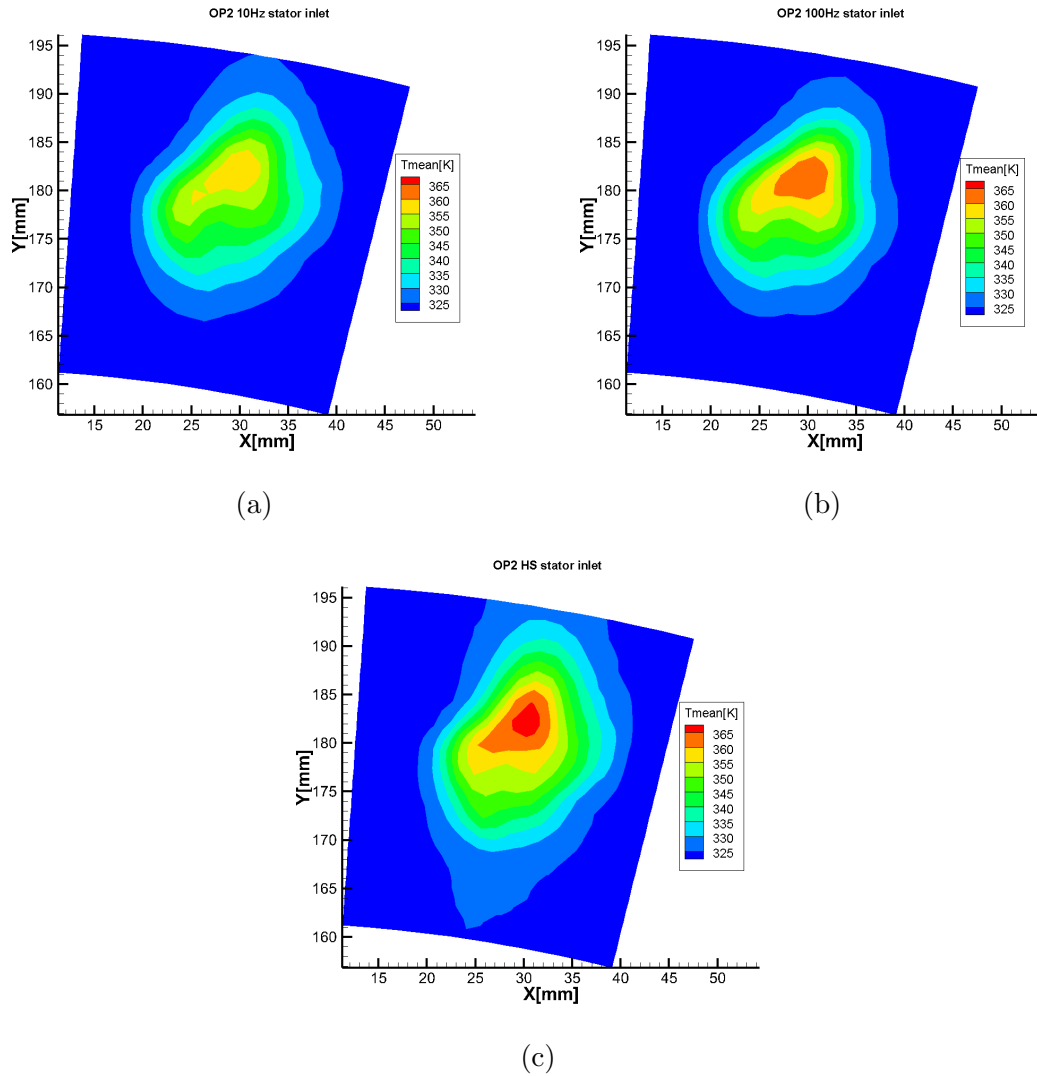 OP2 10Hz stator inlet
195
190
185
180
175
170
165
160
Y[mm]
15 20 25 30 35 40 45 50
X[mm]
Tmean[K]
365
360
355
350
345
340
335
330
325
(a)
OP2 100Hz stator inlet
195
190
185
180
175
170
165
160
Y[mm]
15 20 25 30 35 40 45 50
X[mm]
Tmean[K]
365
360
355
350
345
340
335
330
325
(b)
OP2 HS stator inlet
195
190
185
180
175
170
165
160
Y[mm]
15 20 25 30 35 40 45 50
X[mm]
Tmean[K]
365
360
355
350
345
340
335
330
325
(c)